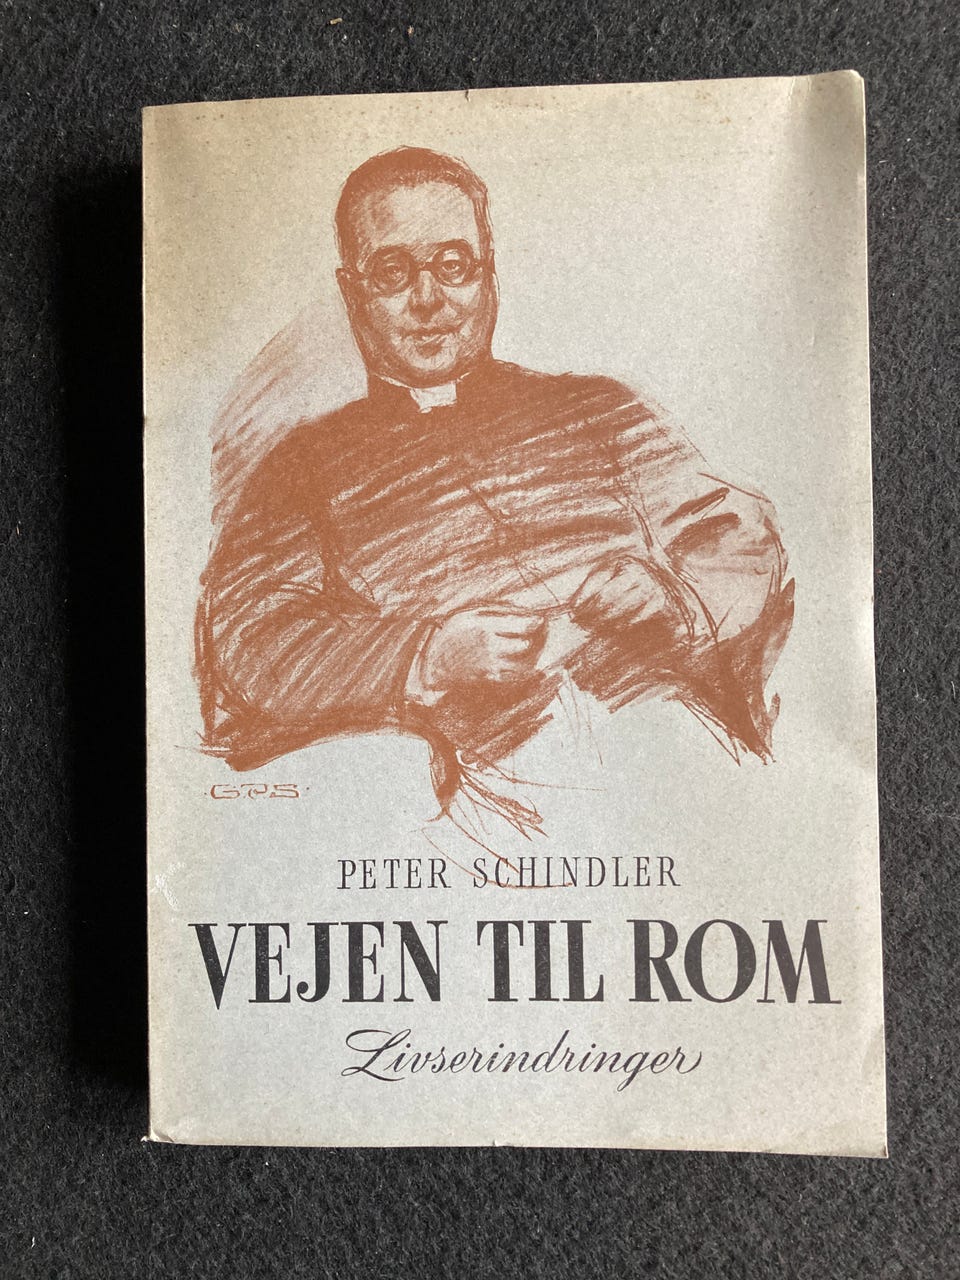 ·G·P·S·
PETER SCHINDLER
VEJEN TIL ROM
Livserindringer